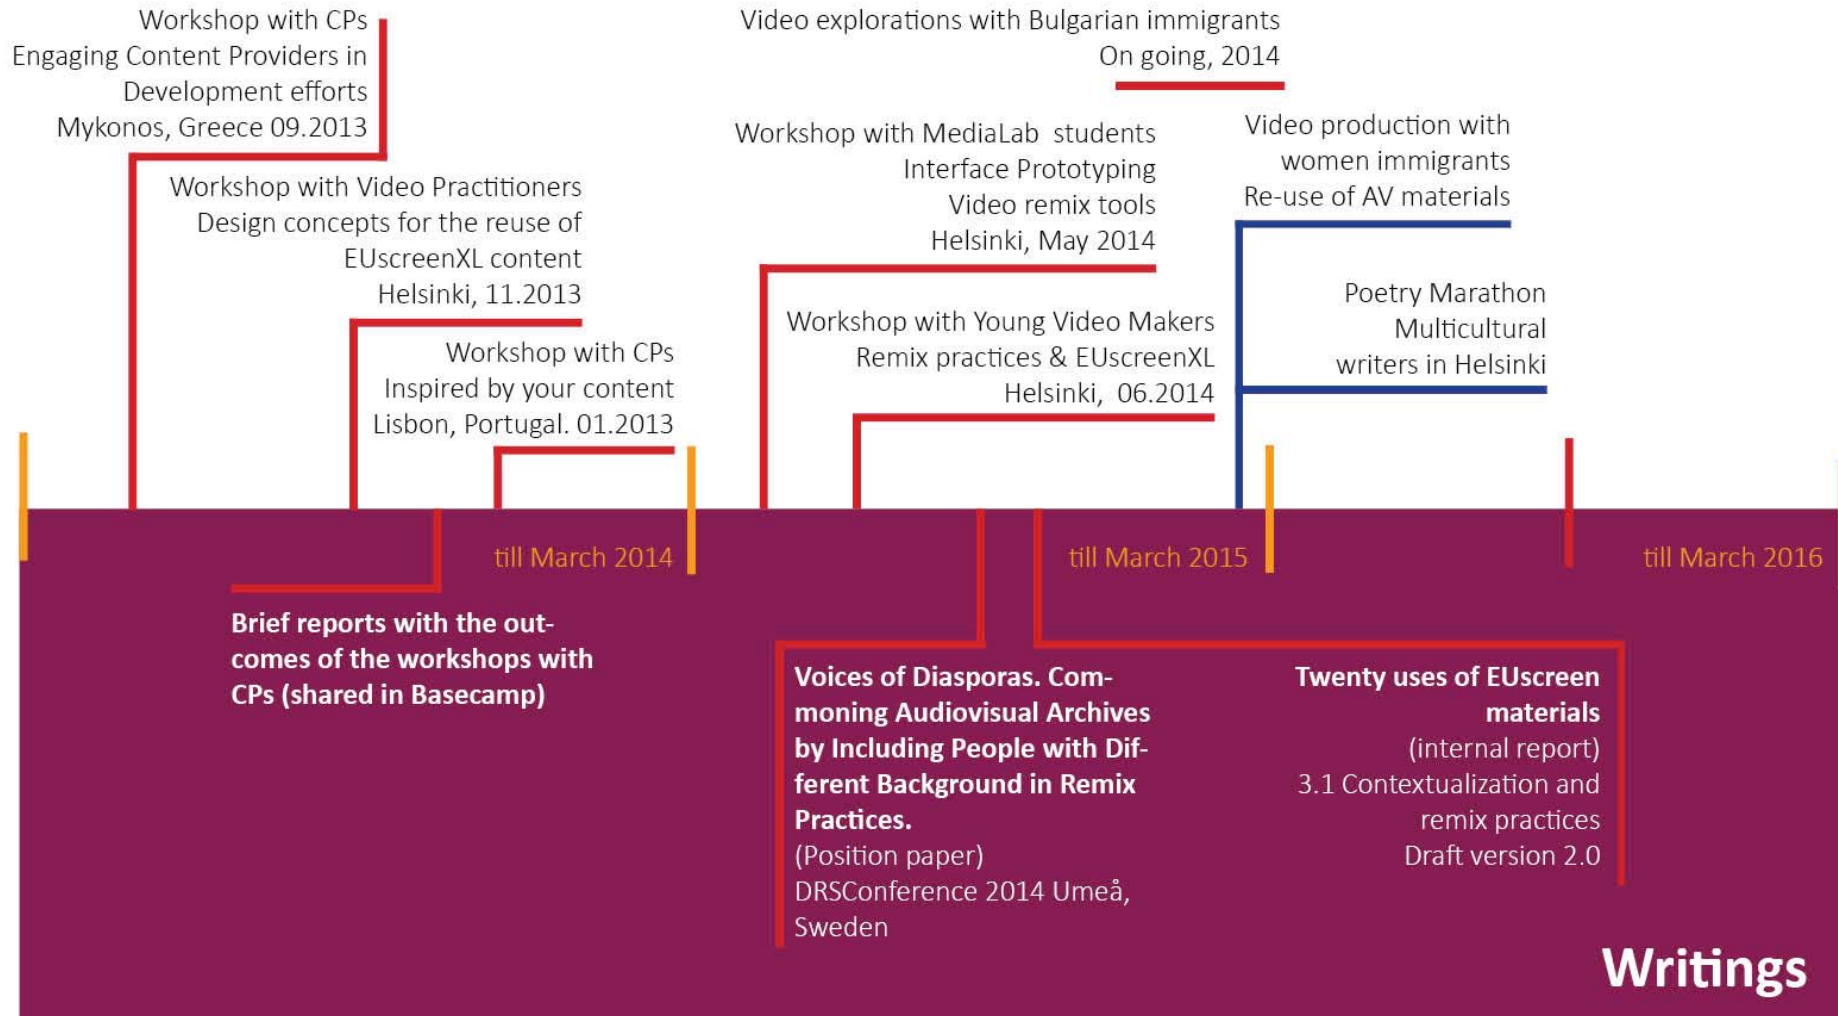 Workshop with CPs
Engaging Content Providers in
Development efforts
Mykonos, Greece 09.2013
Workshop with Video Practitioners
Design concepts for the reuse of
EUscreenXL content
Helsinki, 11.2013
Workshop with CPs
Inspired by your content
Lisbon, Portugal. 01.2013
Video explorations with Bulgarian immigrants
On going, 2014
Workshop with MediaLab  students
Interface Prototyping
Video remix tools
Helsinki, May 2014
Workshop with Young Video Makers
Remix practices & EUscreenXL
Helsinki,  06.2014
Video production with
women immigrants
Re-use of AV materials
Poetry Marathon
Multicultural
writers in Helsinki
till March 2014
till March 2015
till March 2016
Brief reports with the out-
comes of the workshops with
CPs (shared in Basecamp)
Voices of Diasporas. Com-
moning Audiovisual Archives
by Including People with Dif-
ferent Background in Remix
Practices.
(Position paper)
DRSConference 2014 Umeå,
Sweden
Twenty uses of EUscreen
materials
(internal report)
3.1 Contextualization and
remix practices
Draft version 2.0
Writings